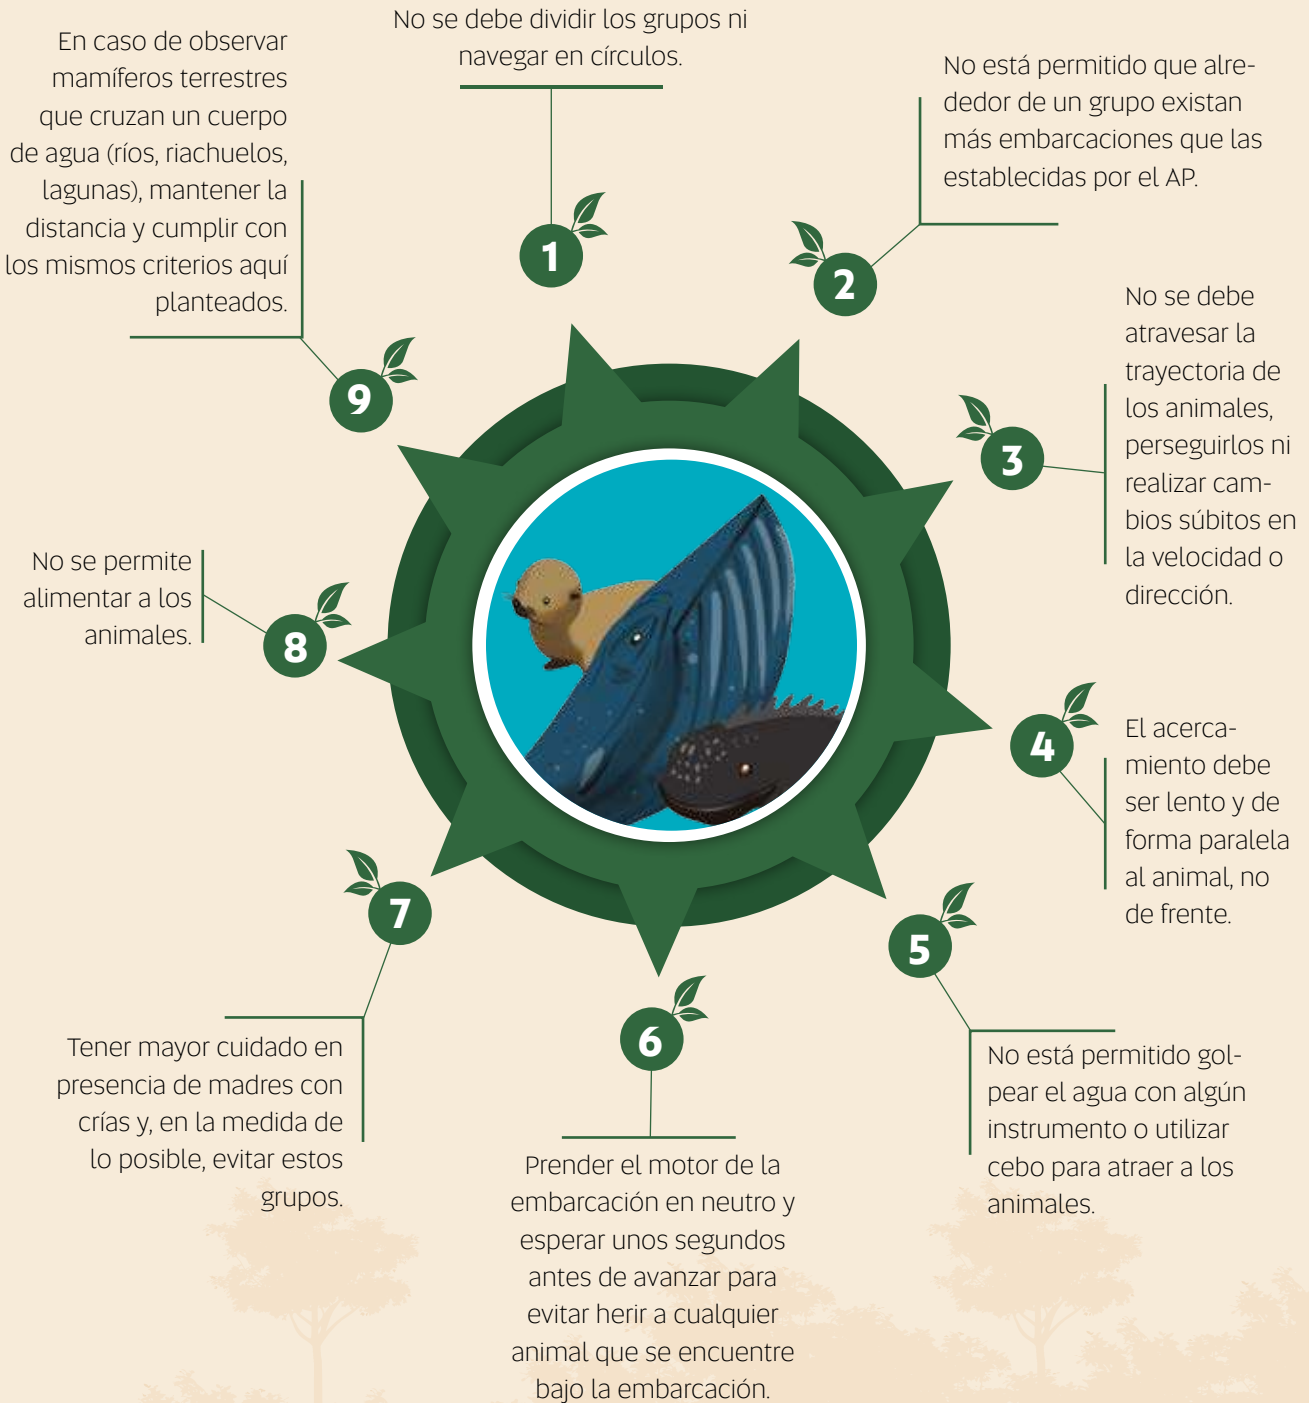 No se debe dividir los grupos ni
navegar en círculos.
1
No está permitido que alre-
dedor de un grupo existan
más embarcaciones que las
establecidas por el AP.
2
No se debe
atravesar la
trayectoria de
los animales,
perseguirlos ni
realizar cam-
bios súbitos en
la velocidad o
dirección.
3
El acerca-
miento debe
ser lento y de
forma paralela
al animal, no
de frente.
4
No está permitido gol-
pear el agua con algún
instrumento o utilizar
cebo para atraer a los
animales.
5
Prender el motor de la
embarcación en neutro y
esperar unos segundos
antes de avanzar para
evitar herir a cualquier
animal que se encuentre
bajo la embarcación.
6
Tener mayor cuidado en
presencia de madres con
crías y, en la medida de
lo posible, evitar estos
grupos.
7
No se permite
alimentar a los
animales.
8
En caso de observar
mamíferos terrestres
que cruzan un cuerpo
de agua (ríos, riachuelos,
lagunas), mantener la
distancia y cumplir con
los mismos criterios aquí
planteados.
9